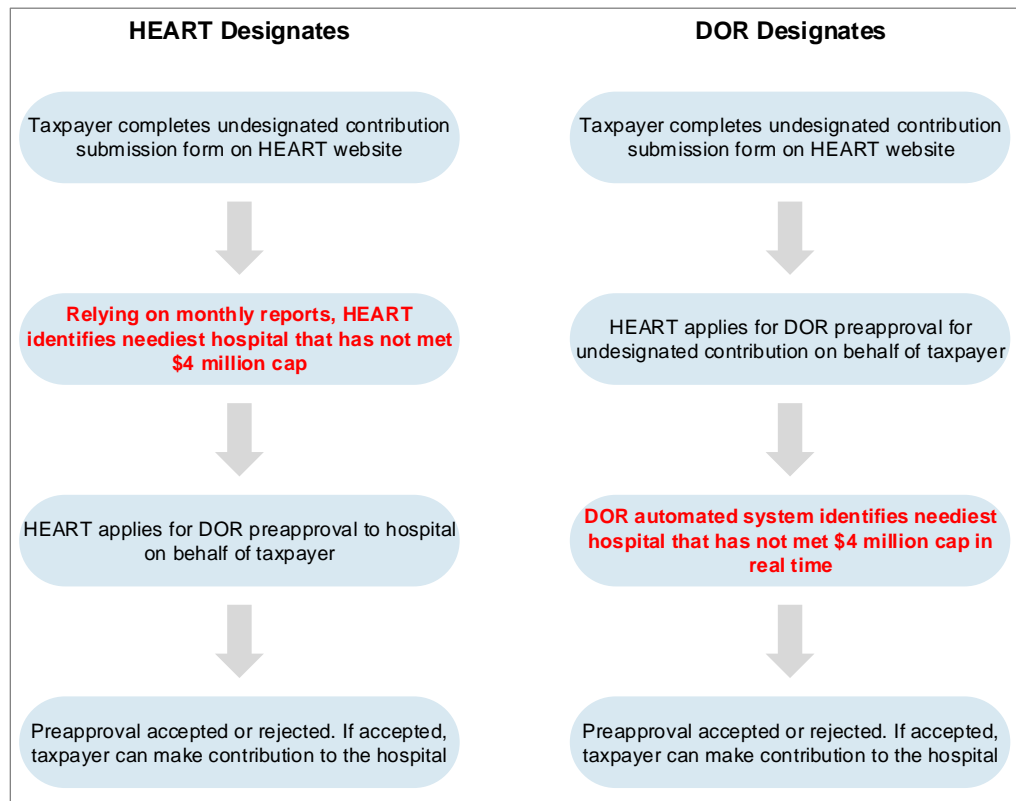 HEART Designates
Taxpayer completes undesignated contribution
submission form on HEART website
Relying on monthly reports, HEART
identifies neediest hospital that has not met
$4 million cap
HEART applies for DOR preapproval to hospital
on behalf of taxpayer
Preapproval accepted or rejected. If accepted,
taxpayer can make contribution to the hospital
DOR Designates
Taxpayer completes undesignated contribution
submission form on HEART website
HEART applies for DOR preapproval for
undesignated contribution on behalf of taxpayer
DOR automated system identifies neediest
hospital that has not met $4 million cap in
real time
Preapproval accepted or rejected. If accepted,
taxpayer can make contribution to the hospital